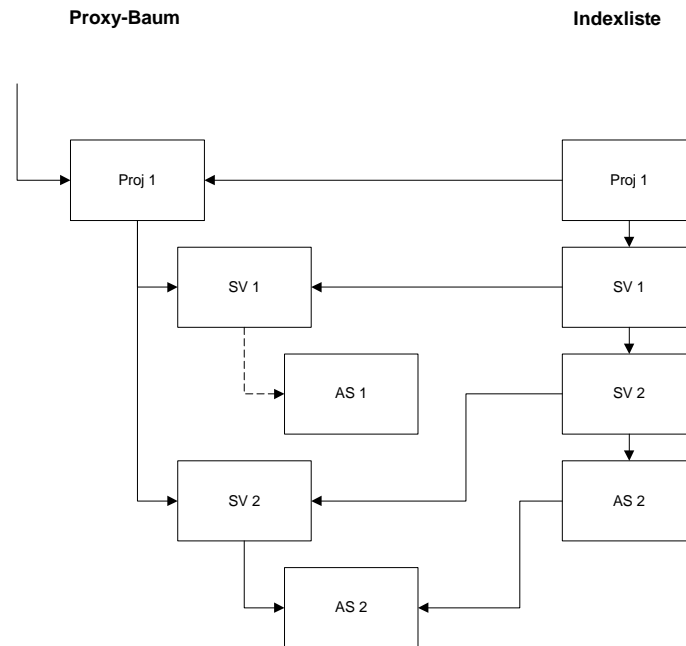 Proxy-Baum
Indexliste
Proj 1
Proj 1
SV 1
SV 1
AS 1
SV 2
SV 2
AS 2
AS 2